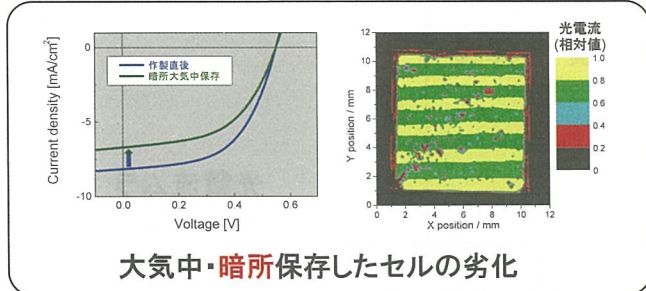 0
-5
-10
Current density [mA/cm²]
作製直後
暗所大気中保存
0.0
0.2
0.4
0.6
Voltage [V]
12
10
8
6
4
2
0
Y position / mm
0 2 4 6 8 10 12
X position / mm
光電流
(相対値)
1.0
0.8
0.6
0.4
0.2
0
大気中・暗所保存したセルの劣化